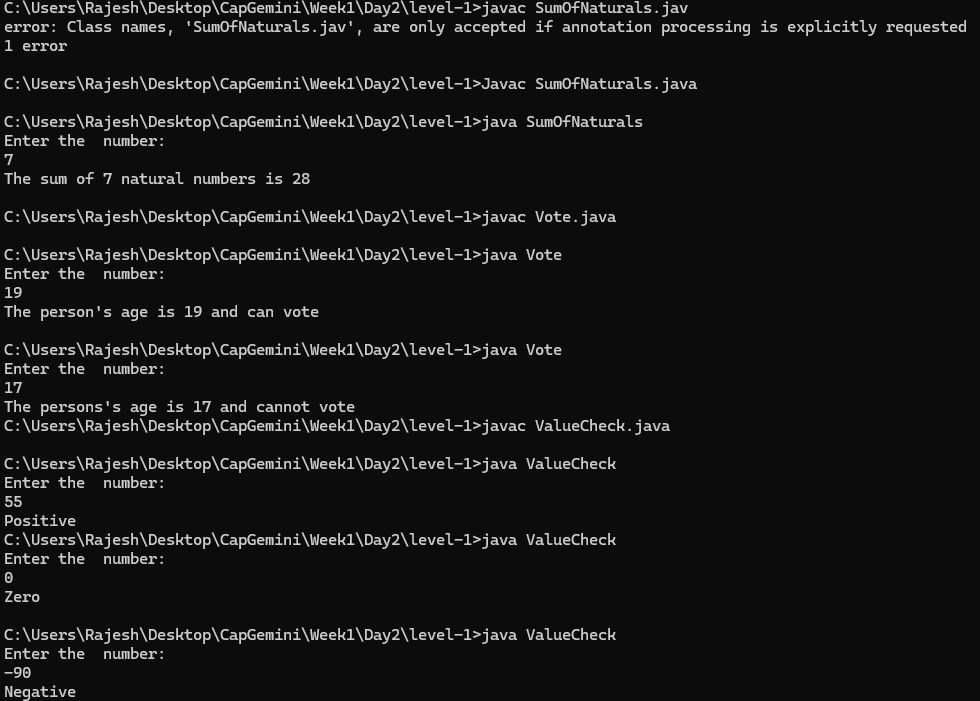 C:\Users\Rajesh\Desktop\CapGemini\Week1\Day2\level-1>javac SumOfNaturals.jav
error: Class names, 'SumOfNaturals.jav', are only accepted if annotation processing is explicitly requested
1 error
C:\Users\Rajesh\Desktop\CapGemini\Week1\Day2\level-1>Javac SumOfNaturals.java
C:\Users\Rajesh\Desktop\CapGemini\Week1\Day2\level-1>java SumOfNaturals
Enter the  number:
7
The sum of 7 natural numbers is 28
C:\Users\Rajesh\Desktop\CapGemini\Week1\Day2\level-1>javac Vote.java
C:\Users\Rajesh\Desktop\CapGemini\Week1\Day2\level-1>java Vote
Enter the  number:
19
The person's age is 19 and can vote
C:\Users\Rajesh\Desktop\CapGemini\Week1\Day2\level-1>java Vote
Enter the  number:
17
The persons's age is 17 and cannot vote
C:\Users\Rajesh\Desktop\CapGemini\Week1\Day2\level-1>javac ValueCheck.java
C:\Users\Rajesh\Desktop\CapGemini\Week1\Day2\level-1>java ValueCheck
Enter the  number:
55
Positive
C:\Users\Rajesh\Desktop\CapGemini\Week1\Day2\level-1>java ValueCheck
Enter the  number:
0
Zero
C:\Users\Rajesh\Desktop\CapGemini\Week1\Day2\level-1>java ValueCheck
Enter the  number:
-90
Negative